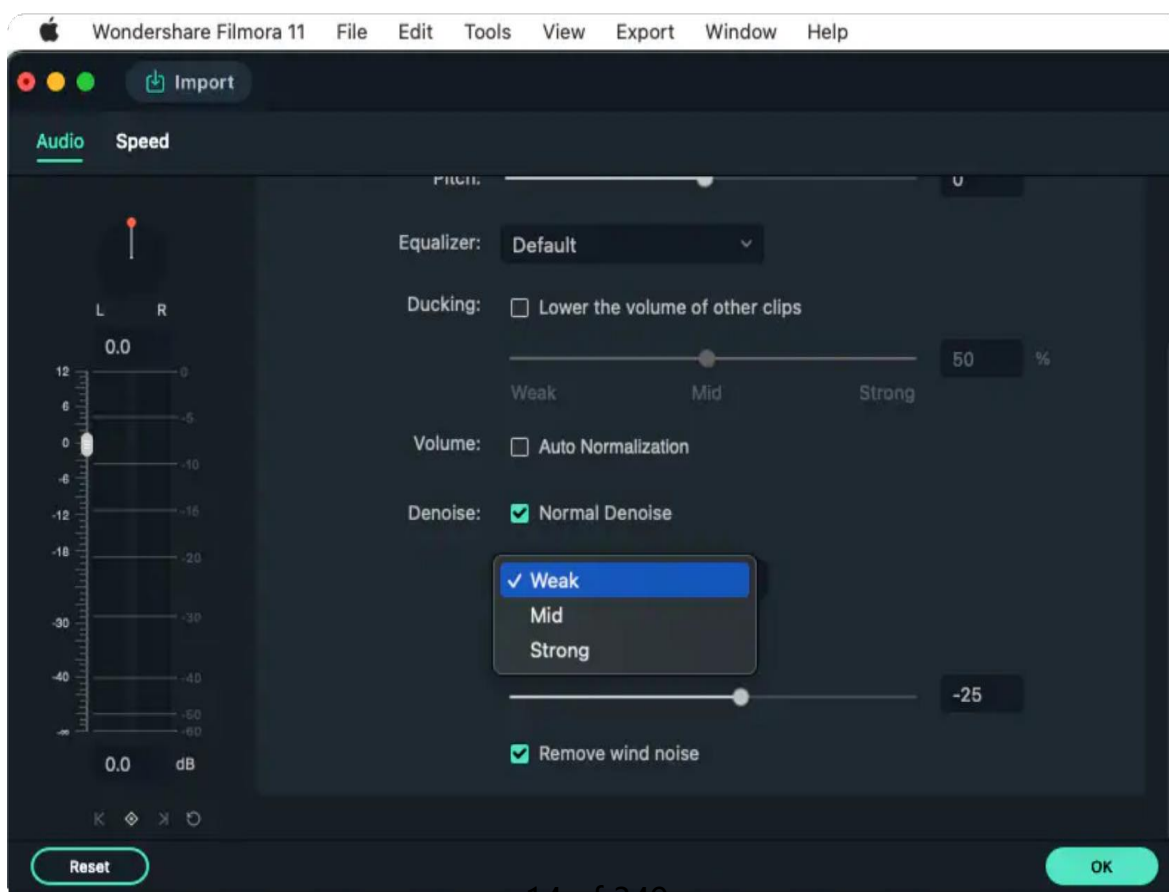 Wondershare Filmora 11 File Edit Tools View Export Window Help
Import
Audio Speed
Pitch: 0
Equalizer: Default
Ducking: Lower the volume of other clips
L R
0.0
50 %
Weak Mid Strong
12 0
6 -5
0
Volume: Auto Normalization
-6 -10
-12 -15
Denoise: Normal Denoise
-18 -20
Weak
Mid
Strong
-30 -30
-40 -40
-25
-50
-∞ -60
Remove wind noise
0.0 dB
Reset OK